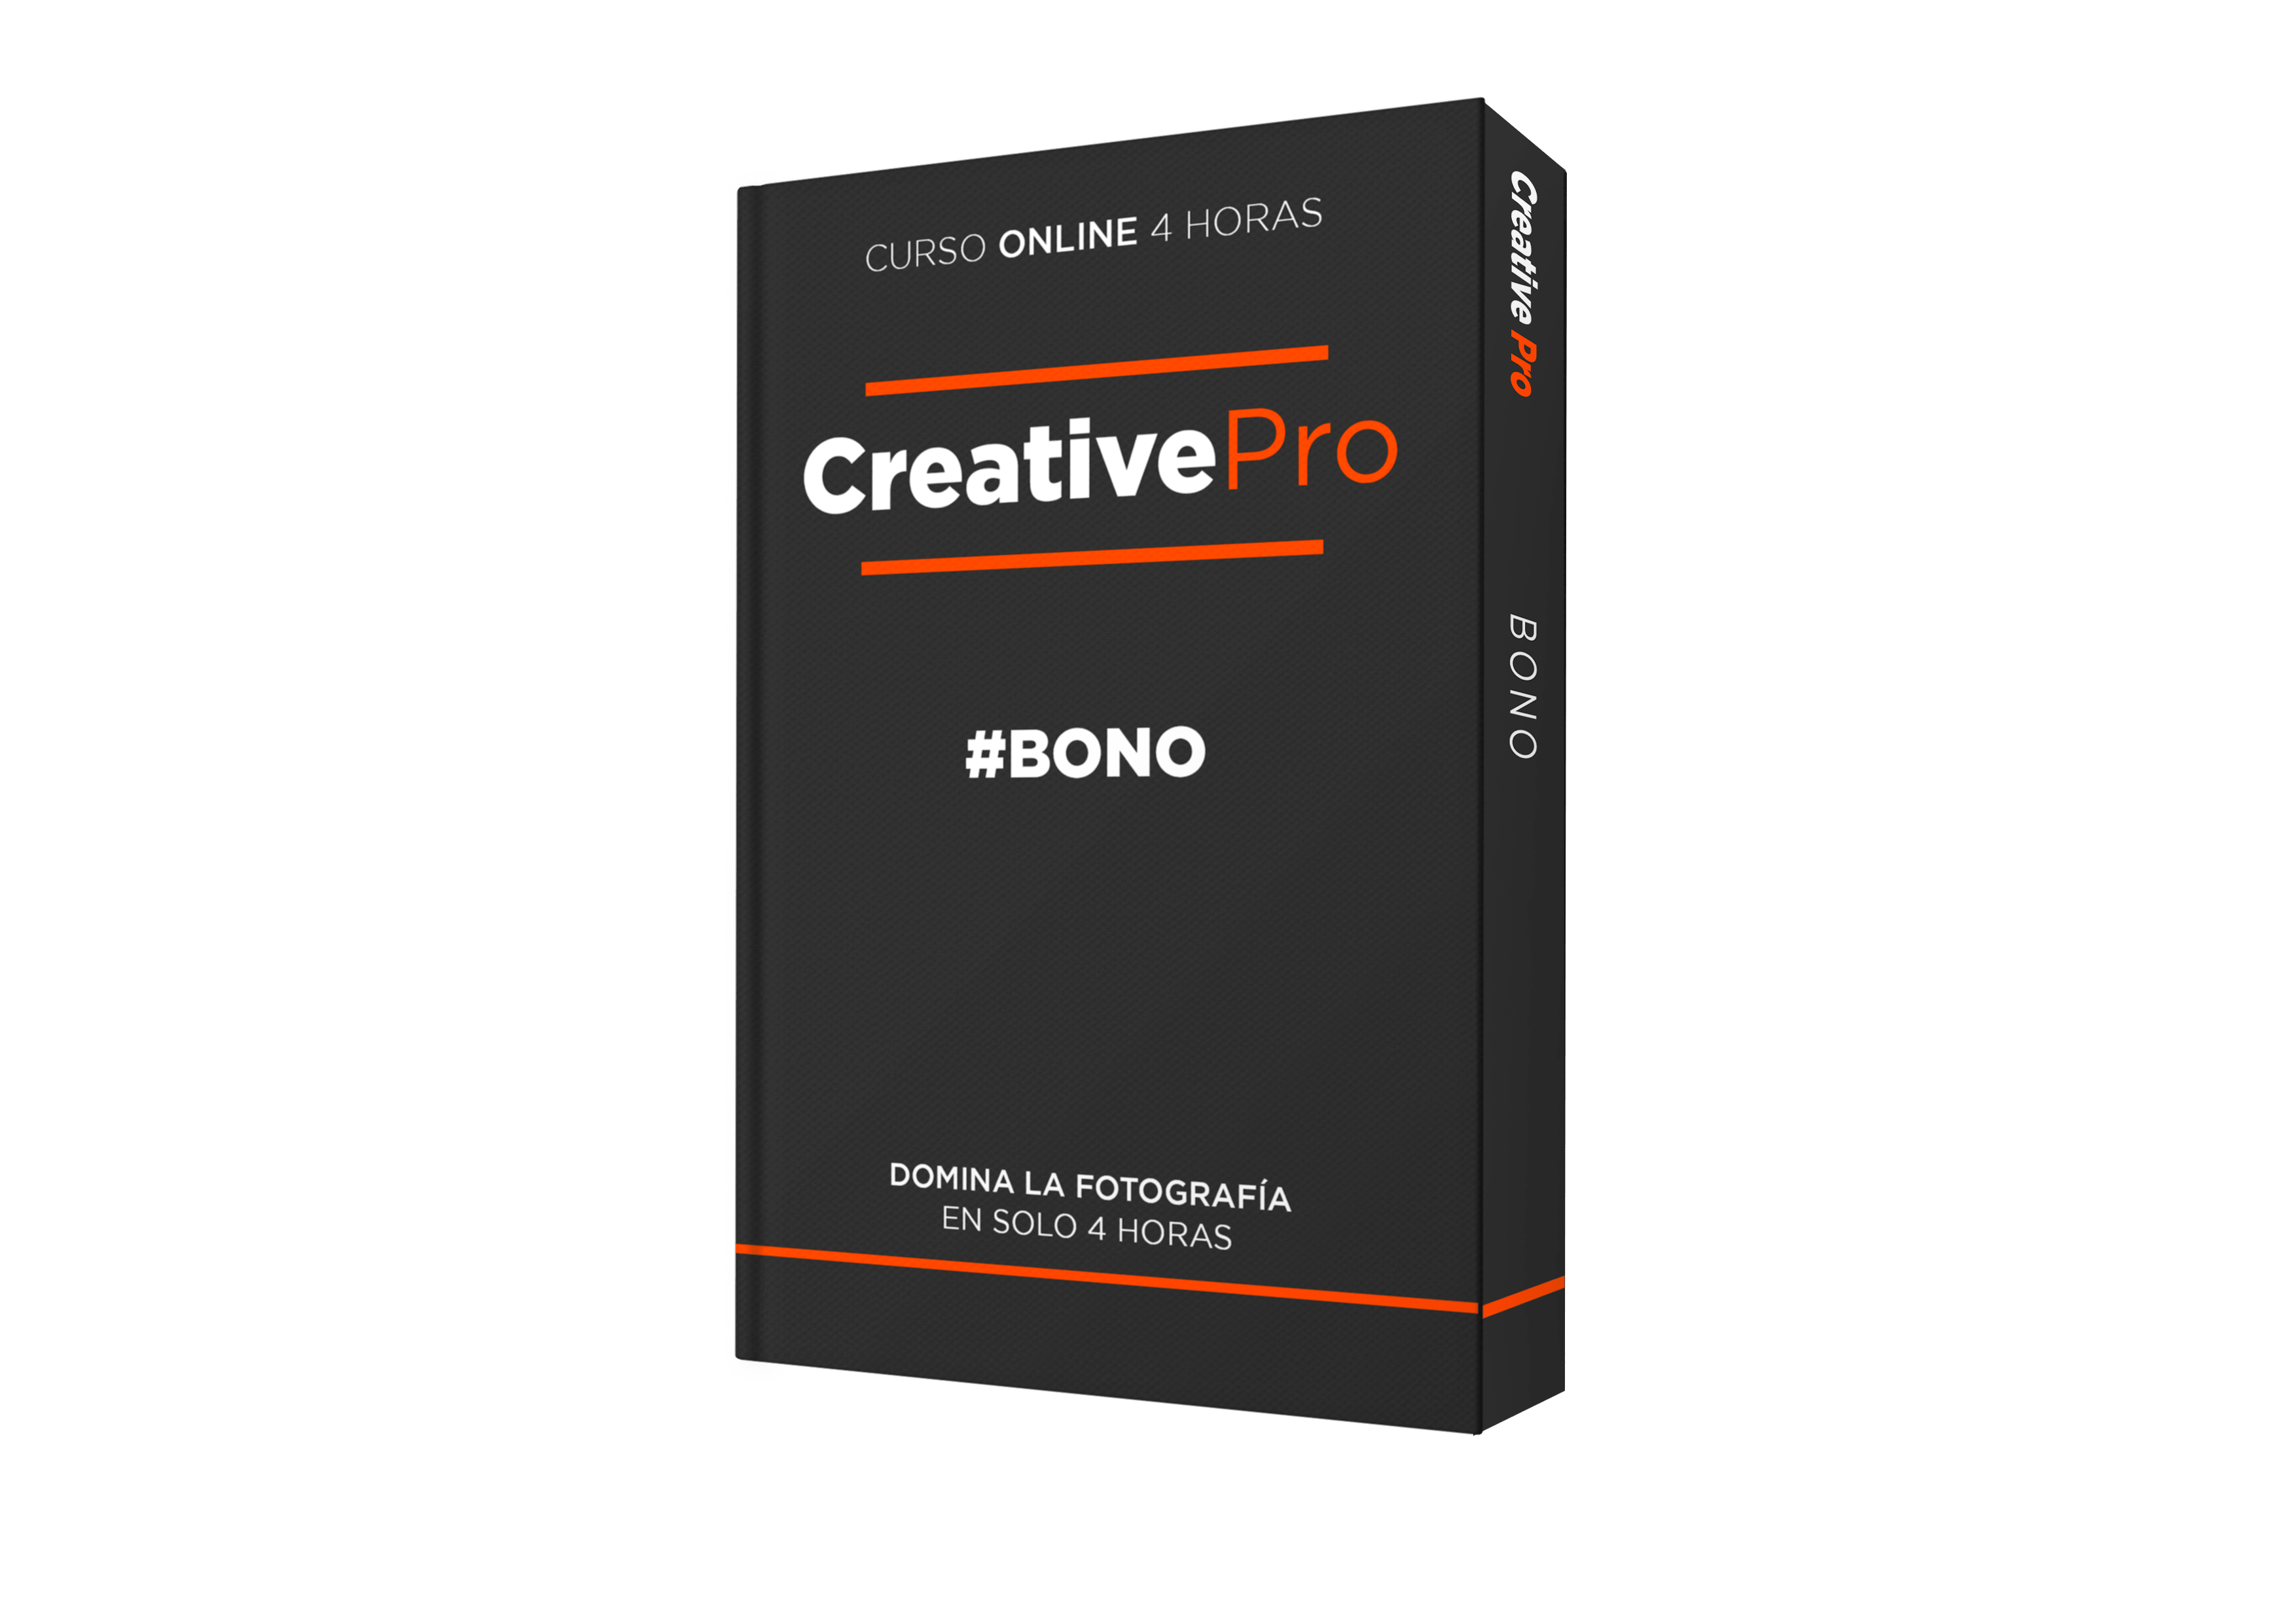 CURSO ONLINE 4 HORAS
CreativePro
#BONO
DOMINA LA FOTOGRAFÍA
EN SOLO 4 HORAS
Creative Pro
BONO